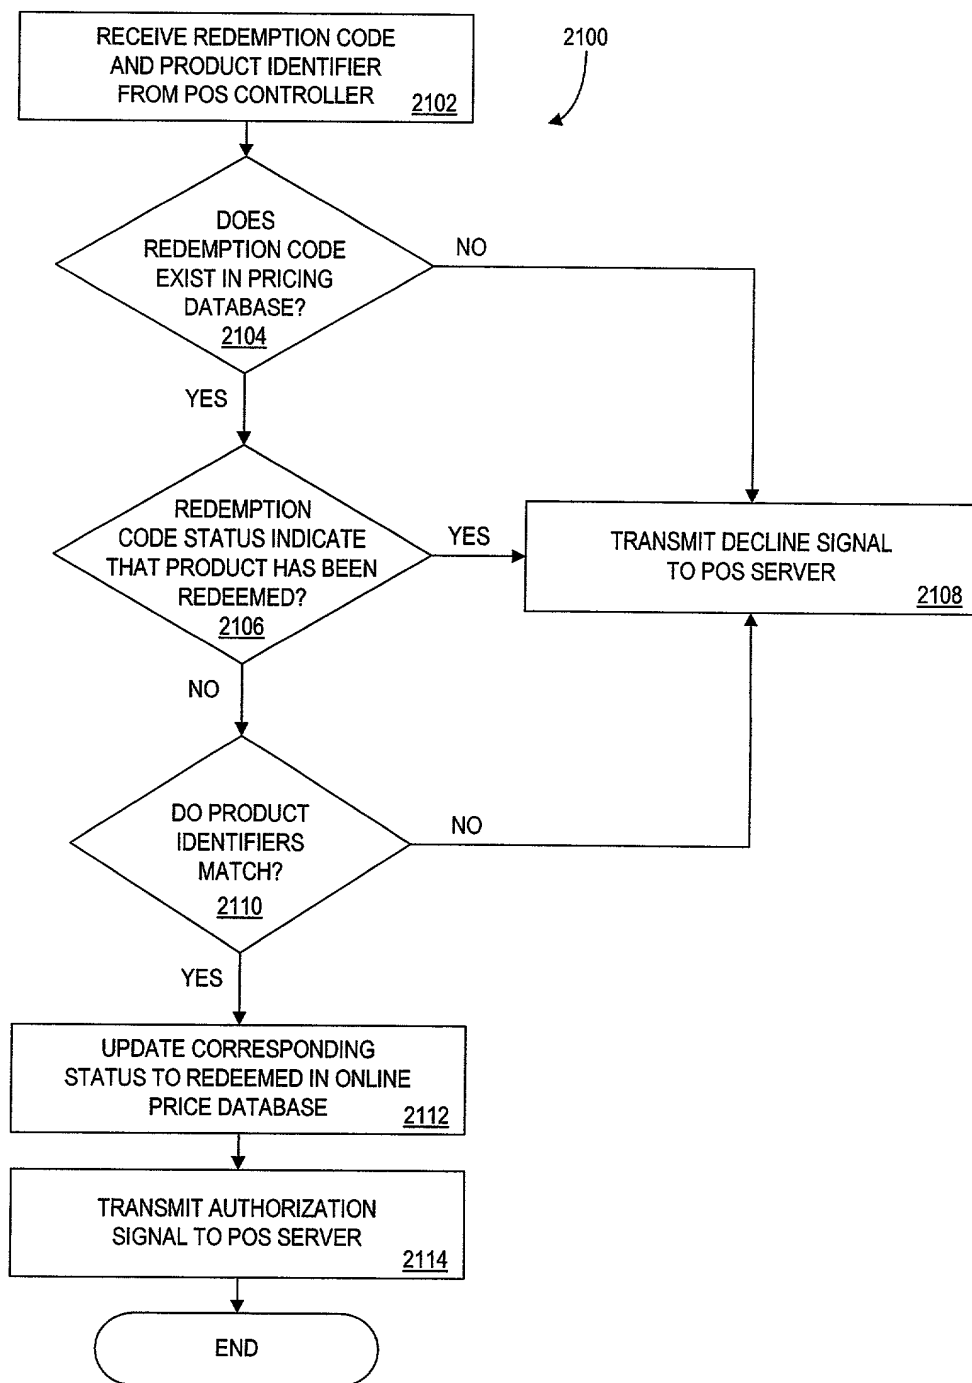 RECEIVE REDEMPTION CODE
AND PRODUCT IDENTIFIER
FROM POS CONTROLLER
2102
2100
DOES
REDEMPTION CODE
EXIST IN PRICING
DATABASE?
2104
NO
YES
REDEMPTION
CODE STATUS INDICATE
THAT PRODUCT HAS BEEN
REDEEMED?
2106
YES
TRANSMIT DECLINE SIGNAL
TO POS SERVER
2108
NO
DO PRODUCT
IDENTIFIERS
MATCH?
2110
NO
YES
UPDATE CORRESPONDING
STATUS TO REDEEMED IN ONLINE
PRICE DATABASE
2112
TRANSMIT AUTHORIZATION
SIGNAL TO POS SERVER
2114
END